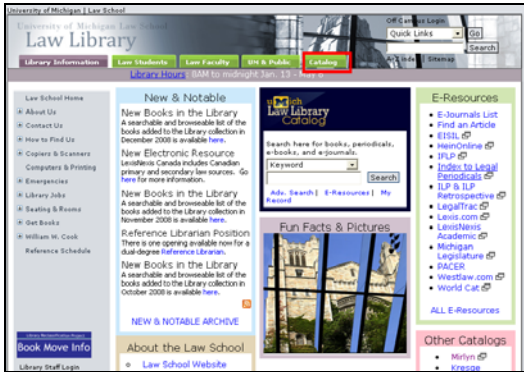 University of Michigan | Law School
University of Michigan Law School
Law Library
Off Campus Login
Quick Links
Go
Search
A-Z index
Sitemap
Library Information
Law Students
Law Faculty
UM & Public
Catalog
Library Hours 8AM to midnight Jan. 13 - May 6
Law School Home
About Us
Contact Us
How to Find Us
Copiers & Scanners
Computers & Printing
Emergencies
Library Jobs
Seating & Rooms
Get Books
William W. Cook
Reference Schedule
Book Move Info
Library Staff Login
New & Notable
New Books in the Library
A searchable and browseable list of the
books added to the Library collection in
December 2008 is available here.
New Electronic Resource
LexisNexis Canada includes Canadian
primary and secondary law sources. Go
here for more information.
New Books in the Library
A searchable and browseable list of the
books added to the Library collection in
November 2008 is available here.
Reference Librarian Position
There is one opening available now for a
dual-degree Reference Librarian.
New Books in the Library
A searchable and browseable list of the
books added to the Library collection in
October 2008 is available here.
NEW & NOTABLE ARCHIVE
About the Law School
Law School Website
umich
Law Library
Catalog
Search here for books, periodicals,
e-books, and e-journals.
Keyword
Search
Adv. Search | E-Resources | My
Record
Fun Facts & Pictures
E-Resources
E-Journals List
Find an Article
EISIL
HeinOnline
IFLP
Index to Legal
Periodicals
ILP & ILP
Retrospective
LegalTrac
Lexis.com
LexisNexis
Academic
Michigan
Legislature
PACER
Westlaw.com
World Cat
ALL E-Resources
Other Catalogs
Mirlyn
Kresge